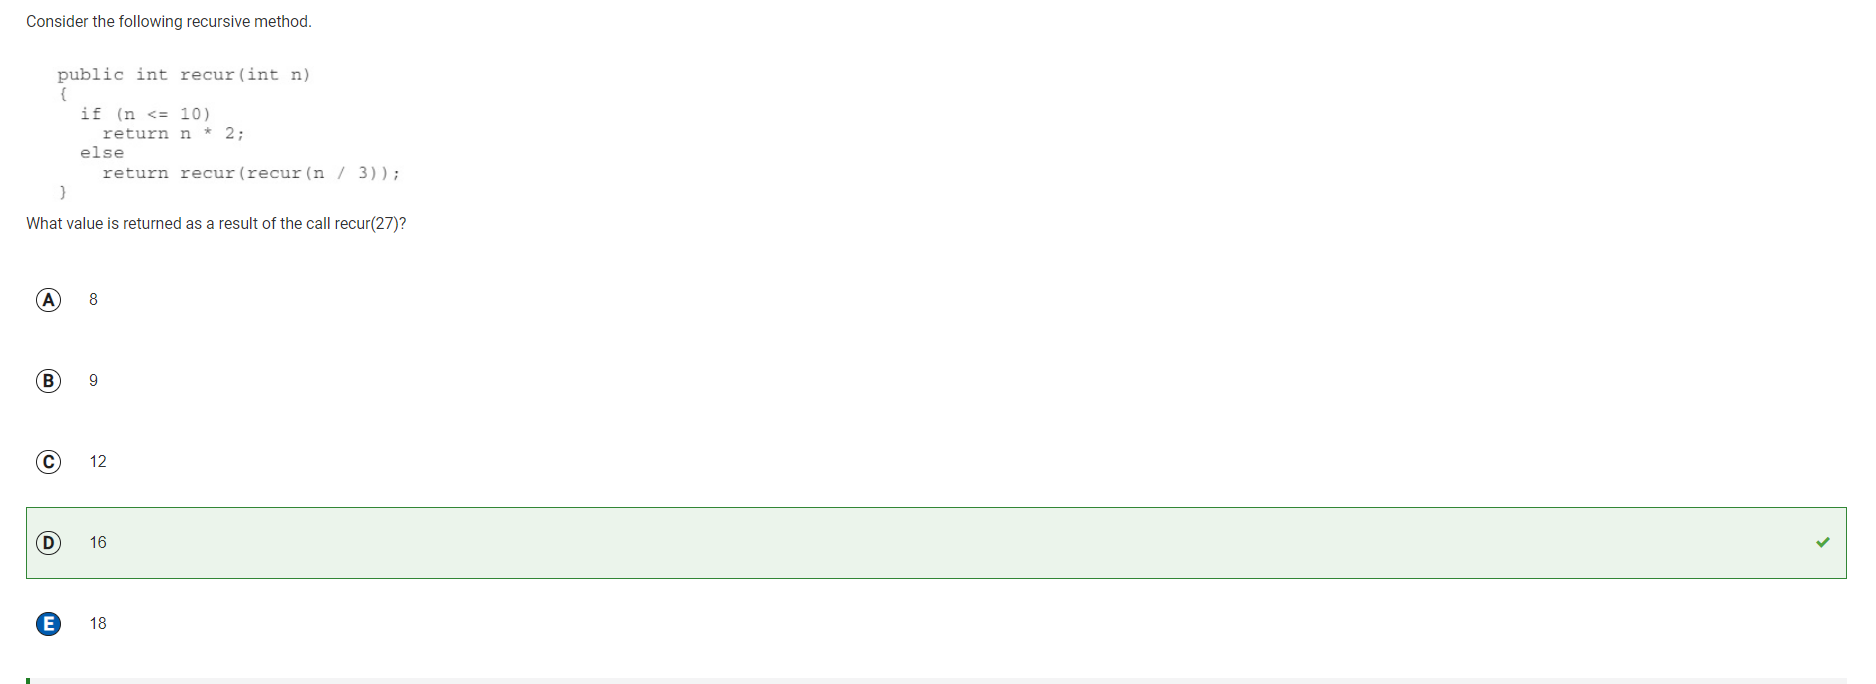 Consider the following recursive method.
public int recur(int n)
{
if (n <= 10)
return n * 2;
else
return recur(recur(n / 3));
}
What value is returned as a result of the call recur(27)?
A 8
B 9
C 12
D 16
E 18